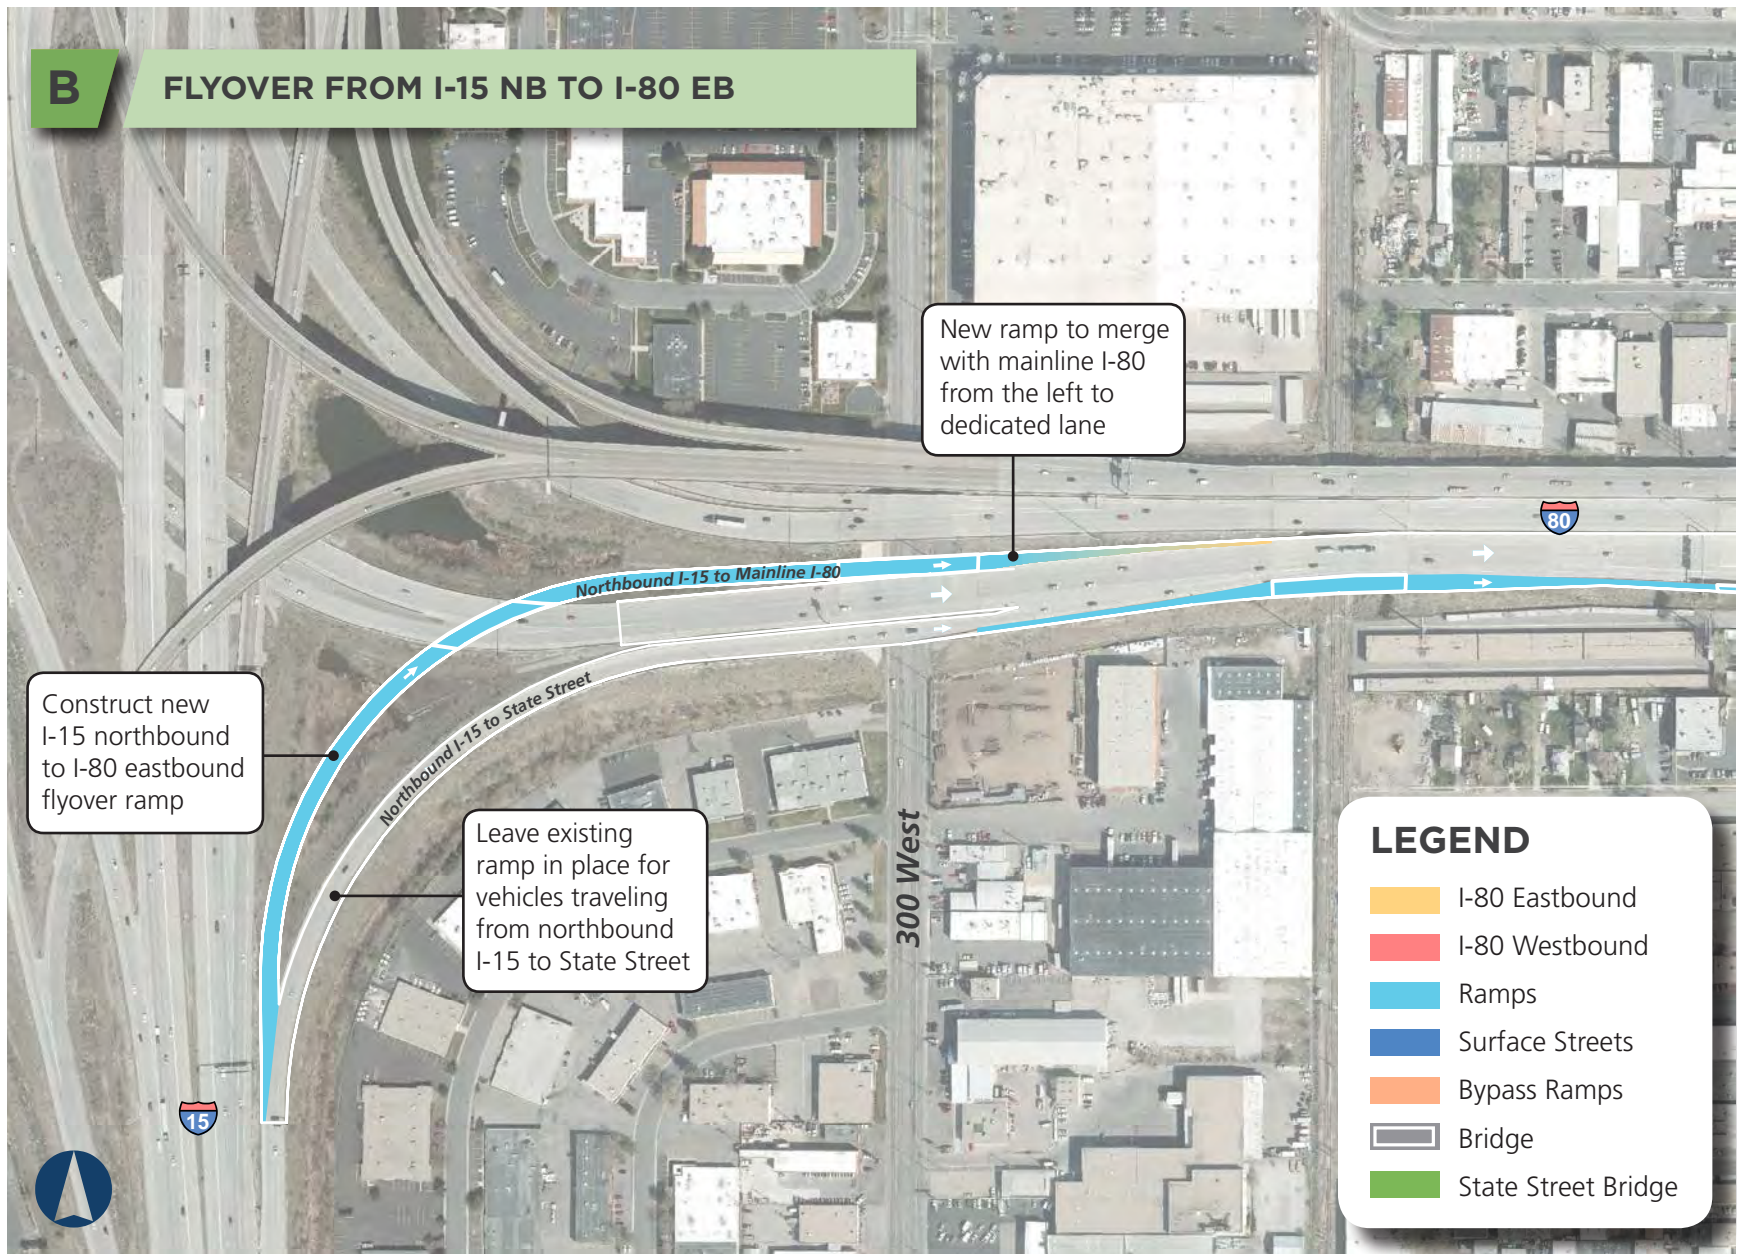 B
FLYOVER FROM I-15 NB TO I-80 EB
New ramp to merge
with mainline I-80
from the left to
dedicated lane
80
Northbound I-15 to Mainline I-80
Northbound I-15 to State Street
Construct new
I-15 northbound
to I-80 eastbound
flyover ramp
Leave existing
ramp in place for
vehicles traveling
from northbound
I-15 to State Street
300 West
15
LEGEND
I-80 Eastbound
I-80 Westbound
Ramps
Surface Streets
Bypass Ramps
Bridge
State Street Bridge